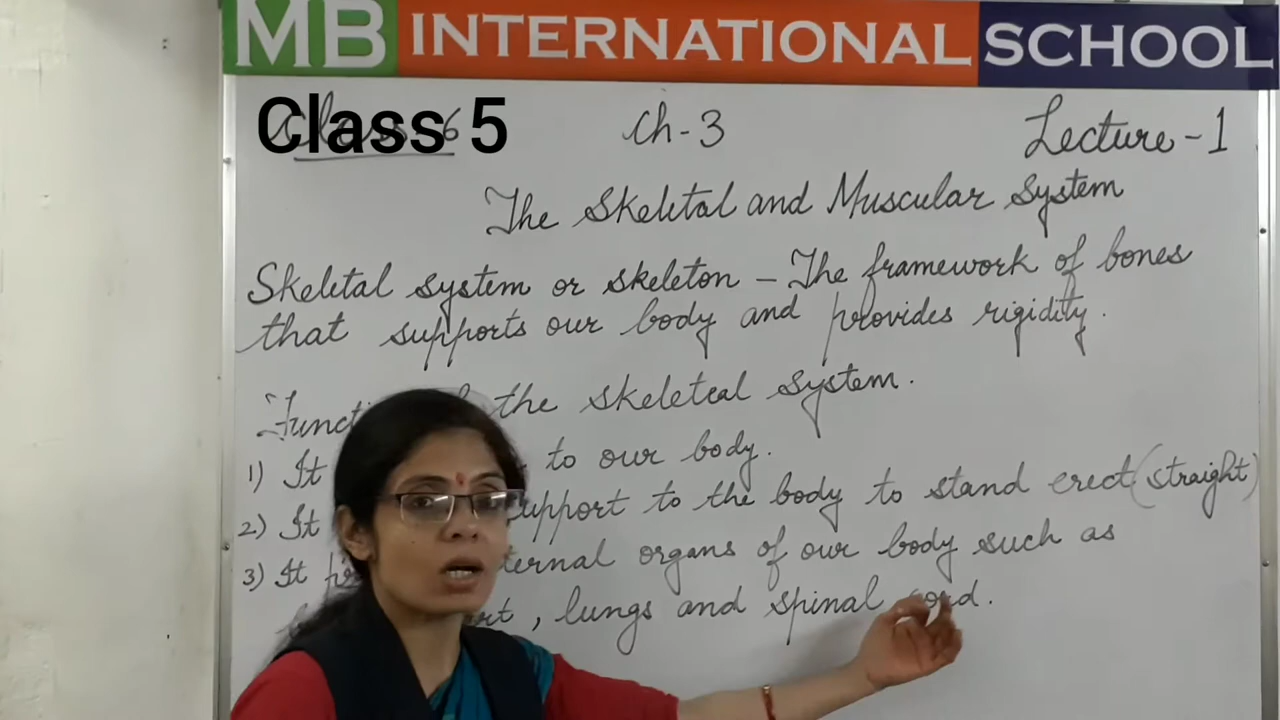 MB INTERNATIONAL SCHOOL
Class 5
6 Ch-3 Lecture-1
The Skeletal and Muscular System
Skeletal system or skeleton – The framework of bones
that supports our body and provides rigidity.
the skeleteal system.
1) It to our body.
2) It support to the body to stand erect (straight)
3) It organs of our body such as
, lungs and spinal cord.